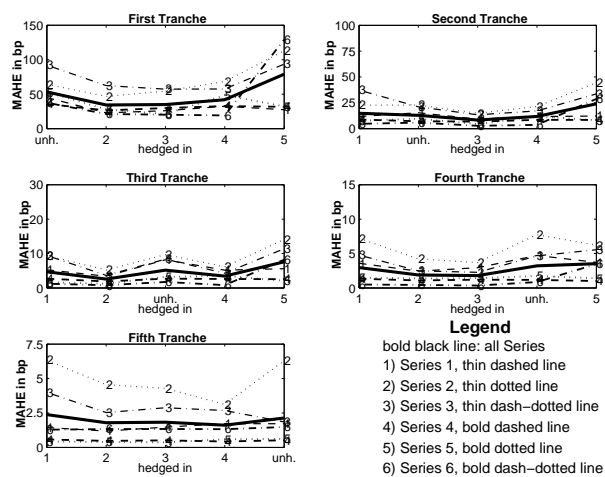 First Tranche
MAHE in bp
150
100
50
0
unh. 2 3 4 5
hedged in
Second Tranche
MAHE in bp
100
75
50
25
0
1 2 3 4 5
hedged in
Third Tranche
MAHE in bp
30
20
10
0
1 2 unh. 4 5
hedged in
Fourth Tranche
MAHE in bp
15
10
5
0
1 2 3 unh. 5
hedged in
Fifth Tranche
MAHE in bp
7.5
5
2.5
0
1 2 3 4 unh.
hedged in
Legend
bold black line: all Series
1) Series 1, thin dashed line
2) Series 2, thin dotted line
3) Series 3, thin dash−dotted line
4) Series 4, bold dashed line
5) Series 5, bold dotted line
6) Series 6, bold dash−dotted line